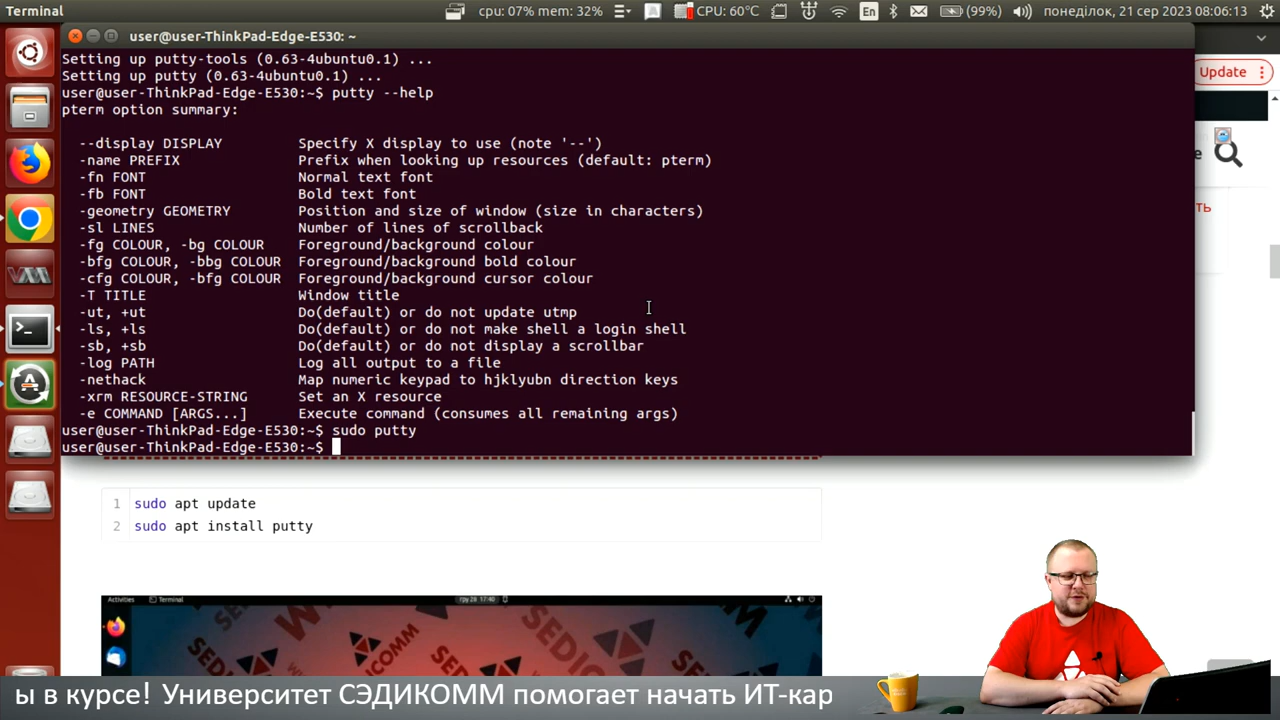 Terminal
cpu: 07% mem: 32%
CPU: 60°C
En
(99%)
понеділок, 21 сер 2023 08:06:13
user@user-ThinkPad-Edge-E530: ~
Update
Setting up putty-tools (0.63-4ubuntu0.1) ...
Setting up putty (0.63-4ubuntu0.1) ...
user@user-ThinkPad-Edge-E530:~$ putty --help
pterm option summary:
--display DISPLAY Specify X display to use (note '--')
-name PREFIX Prefix when looking up resources (default: pterm)
-fn FONT Normal text font
-fb FONT Bold text font
-geometry GEOMETRY Position and size of window (size in characters)
-sl LINES Number of lines of scrollback
-fg COLOUR, -bg COLOUR Foreground/background colour
-bfg COLOUR, -bbg COLOUR Foreground/background bold colour
-cfg COLOUR, -bfg COLOUR Foreground/background cursor colour
-T TITLE Window title
-ut, +ut Do(default) or do not update utmp
-ls, +ls Do(default) or do not make shell a login shell
-sb, +sb Do(default) or do not display a scrollbar
-log PATH Log all output to a file
-nethack Map numeric keypad to hjklyubn direction keys
-xrm RESOURCE-STRING Set an X resource
-e COMMAND [ARGS...] Execute command (consumes all remaining args)
user@user-ThinkPad-Edge-E530:~$ sudo putty
user@user-ThinkPad-Edge-E530:~$
е
ть
1 sudo apt update
2 sudo apt install putty
Activities Terminal гру 28 17:40
SEDICOMM
ы в курсе! Университет СЭДИКОММ помогает начать ИТ-кар